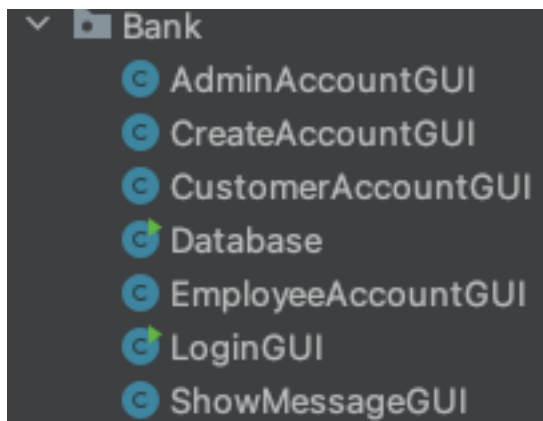 Bank
AdminAccountGUI
CreateAccountGUI
CustomerAccountGUI
Database
EmployeeAccountGUI
LoginGUI
ShowMessageGUI